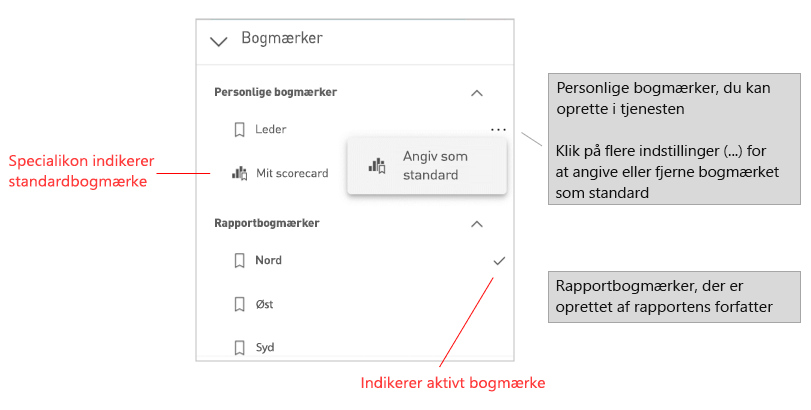 Bogmærker
Personlige bogmærker
Leder
...
Mit scorecard
Angiv som
standard
Rapportbogmærker
Nord
Øst
Syd
Specialikon indikerer
standardbogmærke
Personlige bogmærker, du kan
oprette i tjenesten
Klik på flere indstillinger (...) for
at angive eller fjerne bogmærket
som standard
Rapportbogmærker, der er
oprettet af rapportens forfatter
Indikerer aktivt bogmærke